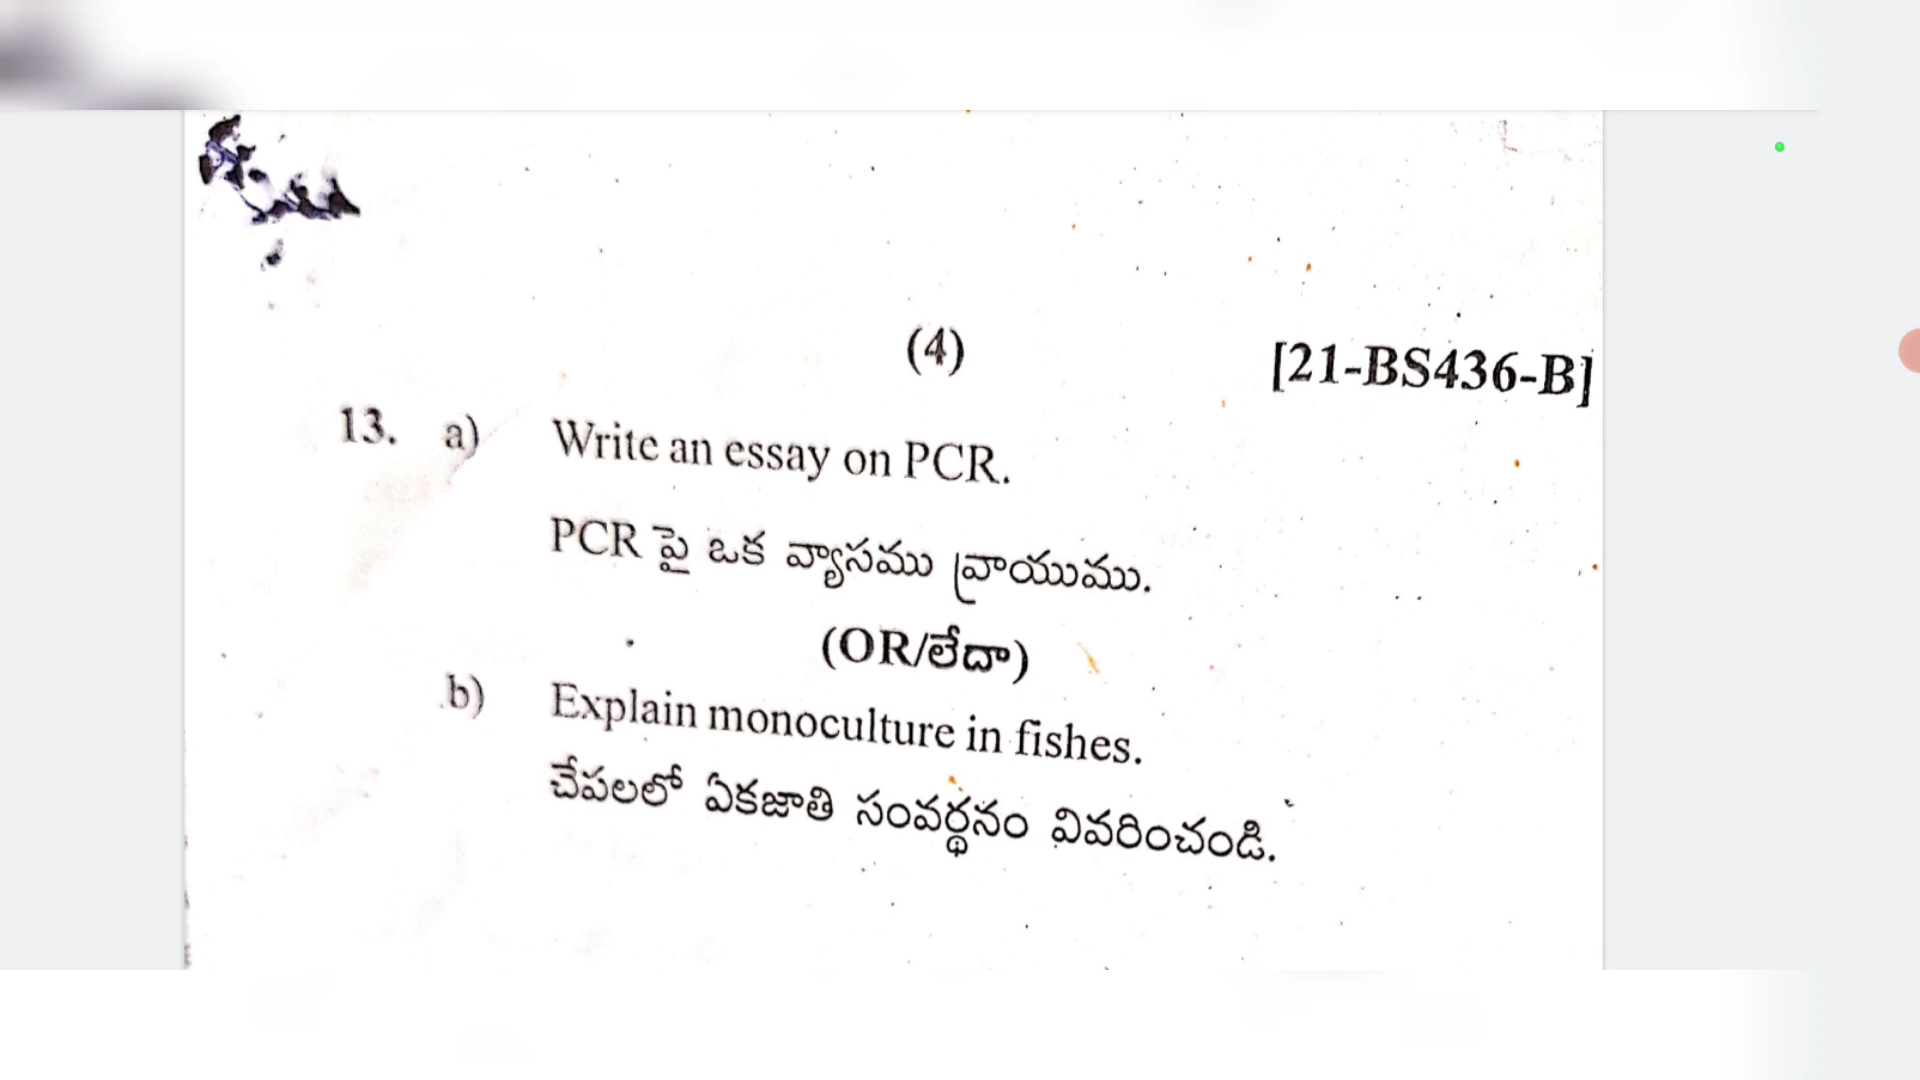 (4)
[21-BS436-B]
13. a) Write an essay on PCR.
PCR పై ఒక వ్యాసము వ్రాయుము.
(OR/లేదా)
b) Explain monoculture in fishes.
చేపలలో ఏకజాతి సంవర్థనం వివరించండి.